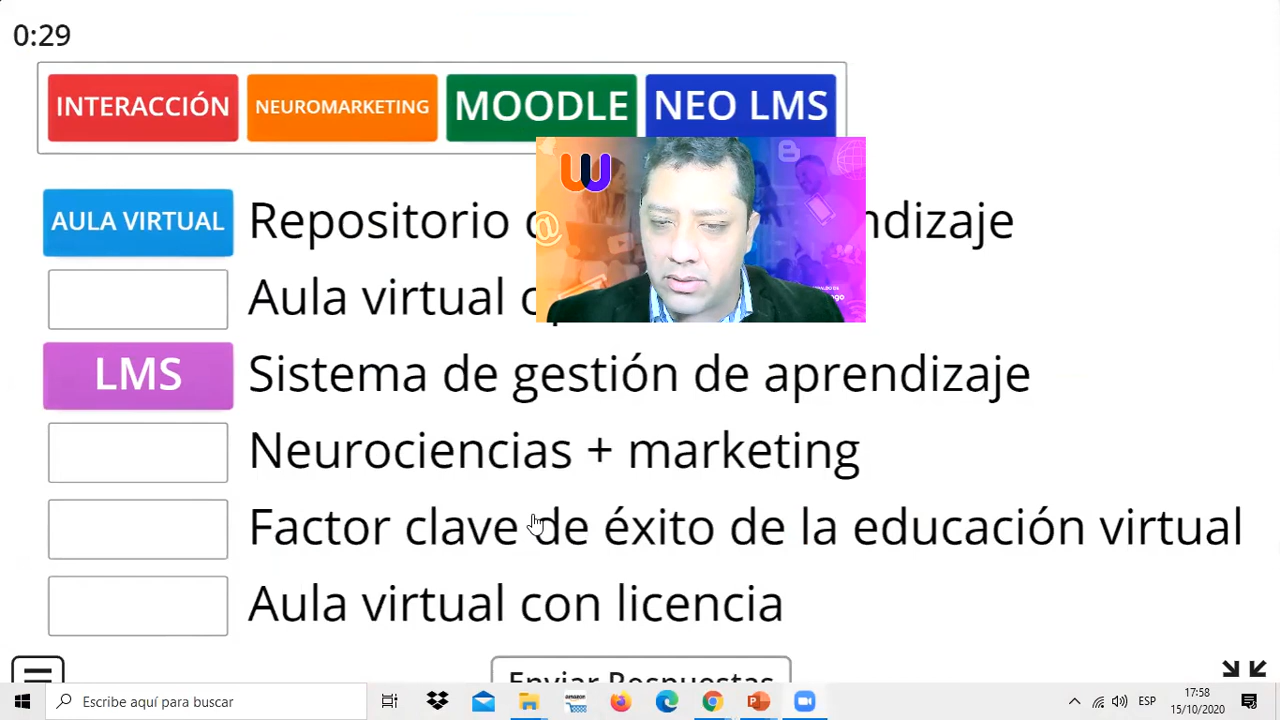 0:29
INTERACCIÓN NEUROMARKETING MOODLE NEO LMS
AULA VIRTUAL Repositorio ndizaje
Aula virtual
LMS Sistema de gestión de aprendizaje
Neurociencias + marketing
Factor clave de éxito de la educación virtual
Aula virtual con licencia
Enviar Respuestas
Escribe aquí para buscar
ESP
17:58
15/10/2020